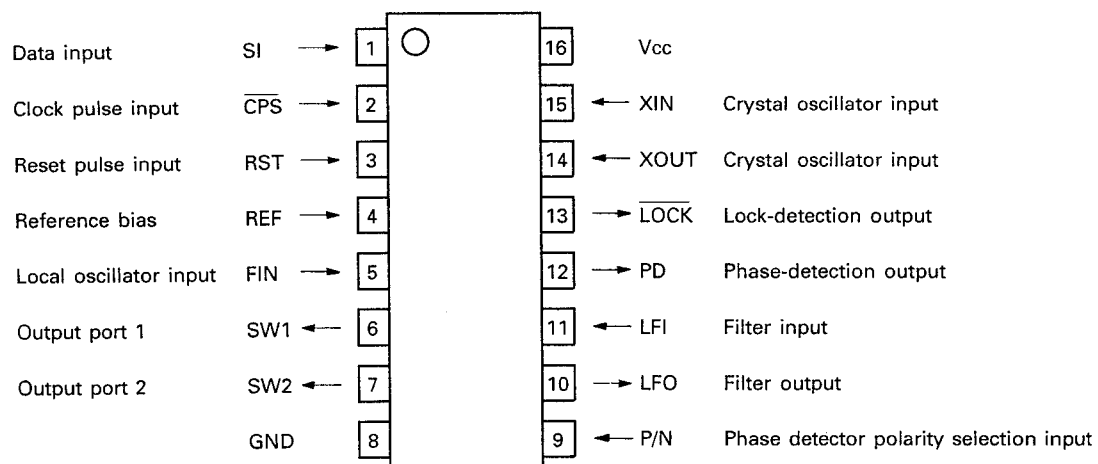 Data input SI 1 16 Vcc
Clock pulse input CPS 2 15 XIN Crystal oscillator input
Reset pulse input RST 3 14 XOUT Crystal oscillator input
Reference bias REF 4 13 LOCK Lock-detection output
Local oscillator input FIN 5 12 PD Phase-detection output
Output port 1 SW1 6 11 LFI Filter input
Output port 2 SW2 7 10 LFO Filter output
GND 8 9 P/N Phase detector polarity selection input